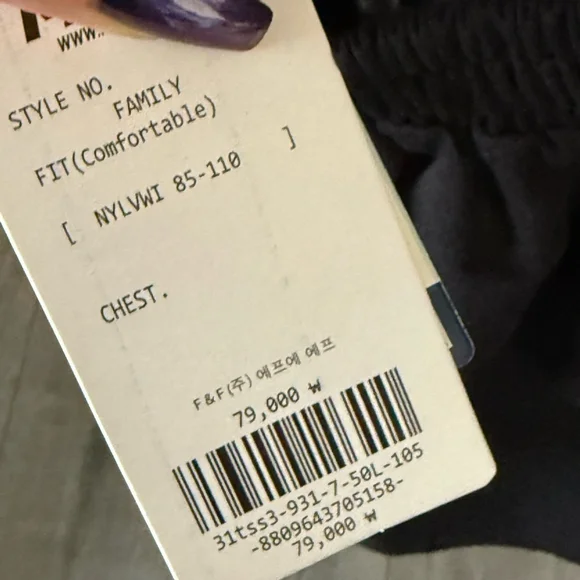 WWW.
STYLE NO.
FAMILY
FIT(Comfortable)
[ NYLVWI 85-110 ]
CHEST.
F&F(주) 에프에 에프
79,000 ₩
31tss3-931-7-50L-105
-8809643705158-
79,000 ₩